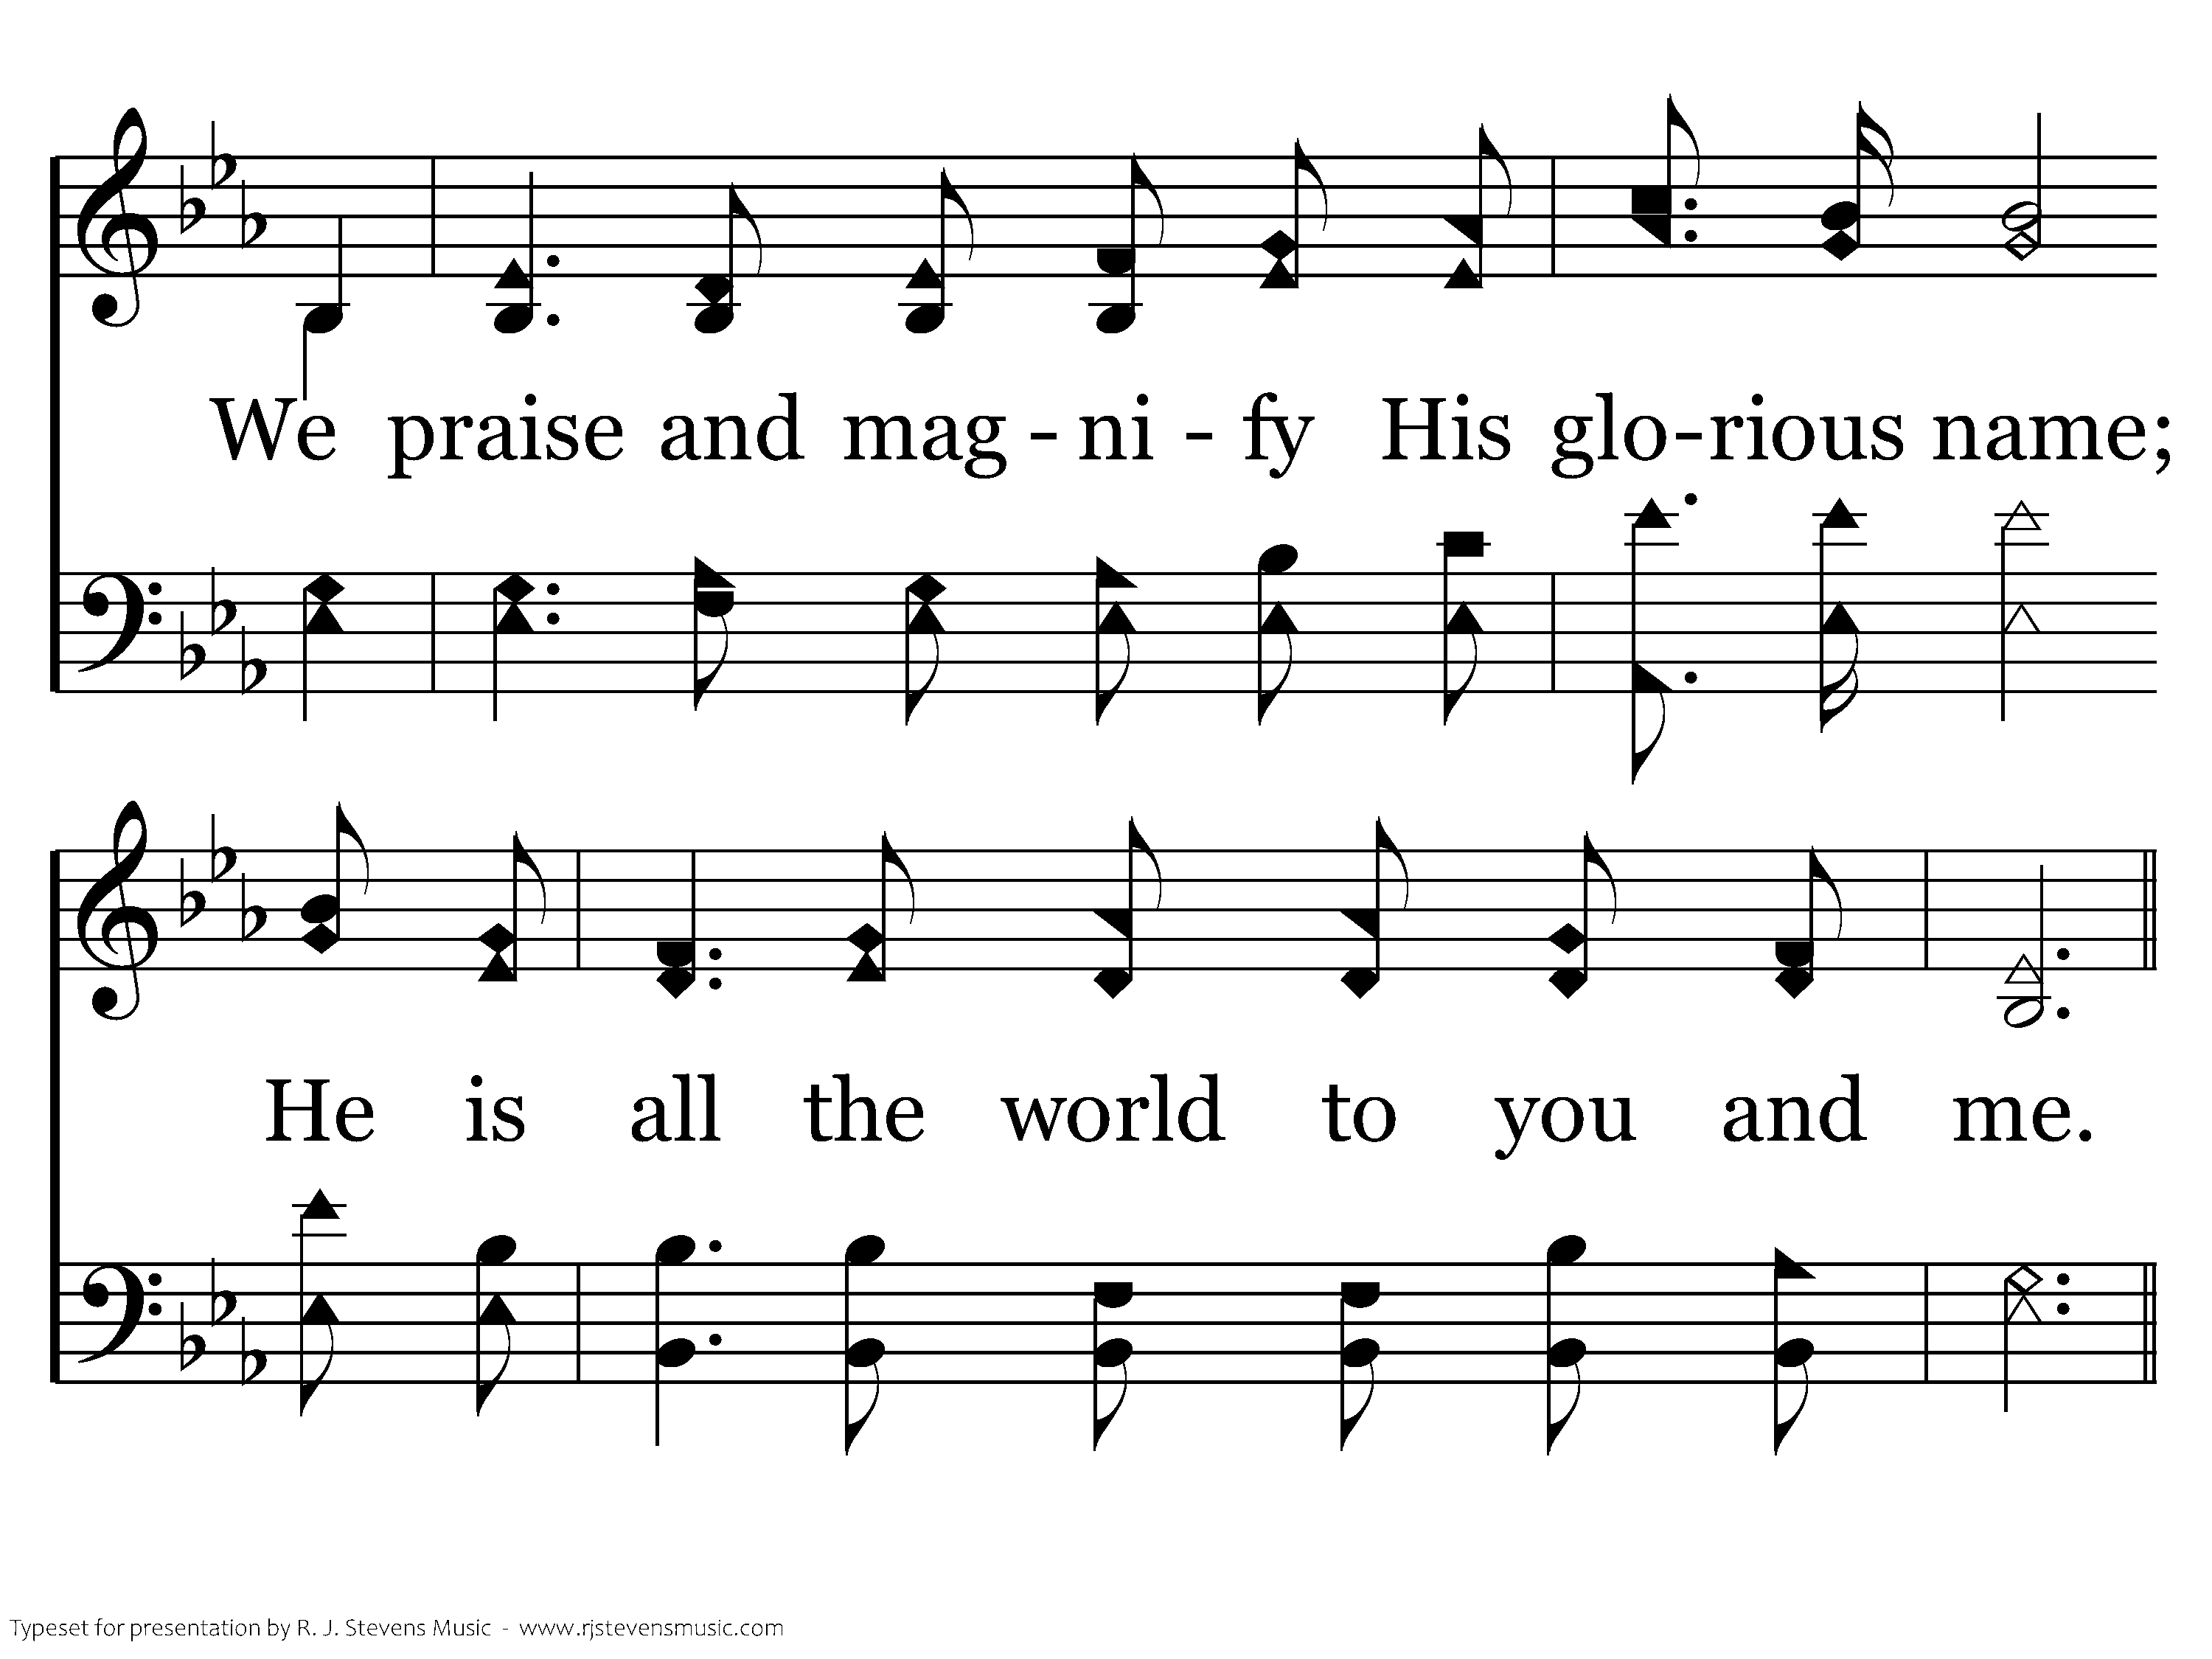 We praise and mag - ni - fy His glo-rious name;
He is all the world to you and me.
Typeset for presentation by R. J. Stevens Music - www.rjstevensmusic.com